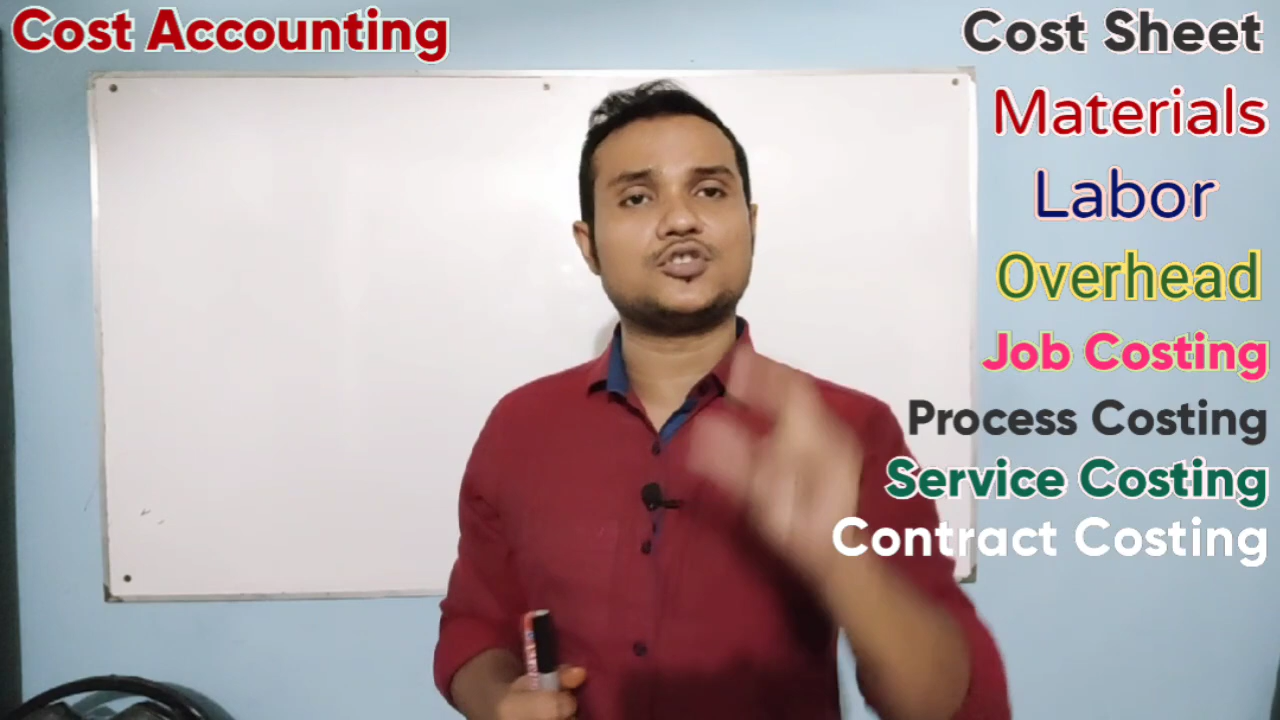 Cost Accounting
Cost Sheet
Materials
Labor
Overhead
Job Costing
Process Costing
Service Costing
Contract Costing